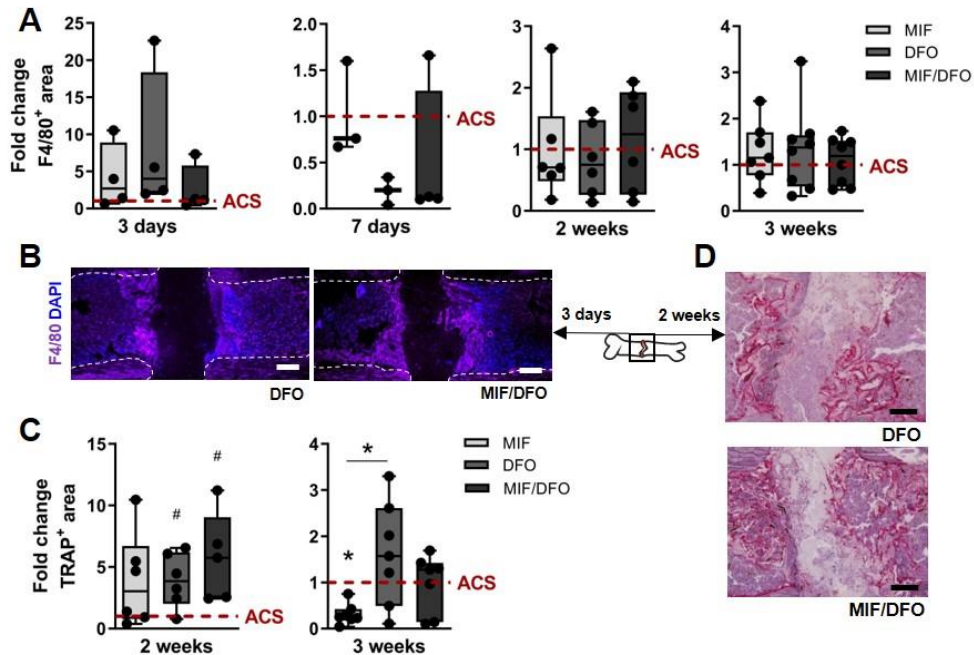 A
Fold change
F4/80⁺ area
25
20
15
10
5
0
ACS
3 days
2.0
1.5
1.0
0.5
0.0
ACS
7 days
3
2
1
0
ACS
2 weeks
4
3
2
1
0
ACS
3 weeks
MIF
DFO
MIF/DFO
B
F4/80 DAPI
DFO
MIF/DFO
3 days
2 weeks
D
DFO
MIF/DFO
C
Fold change
TRAP⁺ area
15
10
5
0
#
#
ACS
2 weeks
4
3
2
1
0
*
*
ACS
3 weeks
MIF
DFO
MIF/DFO